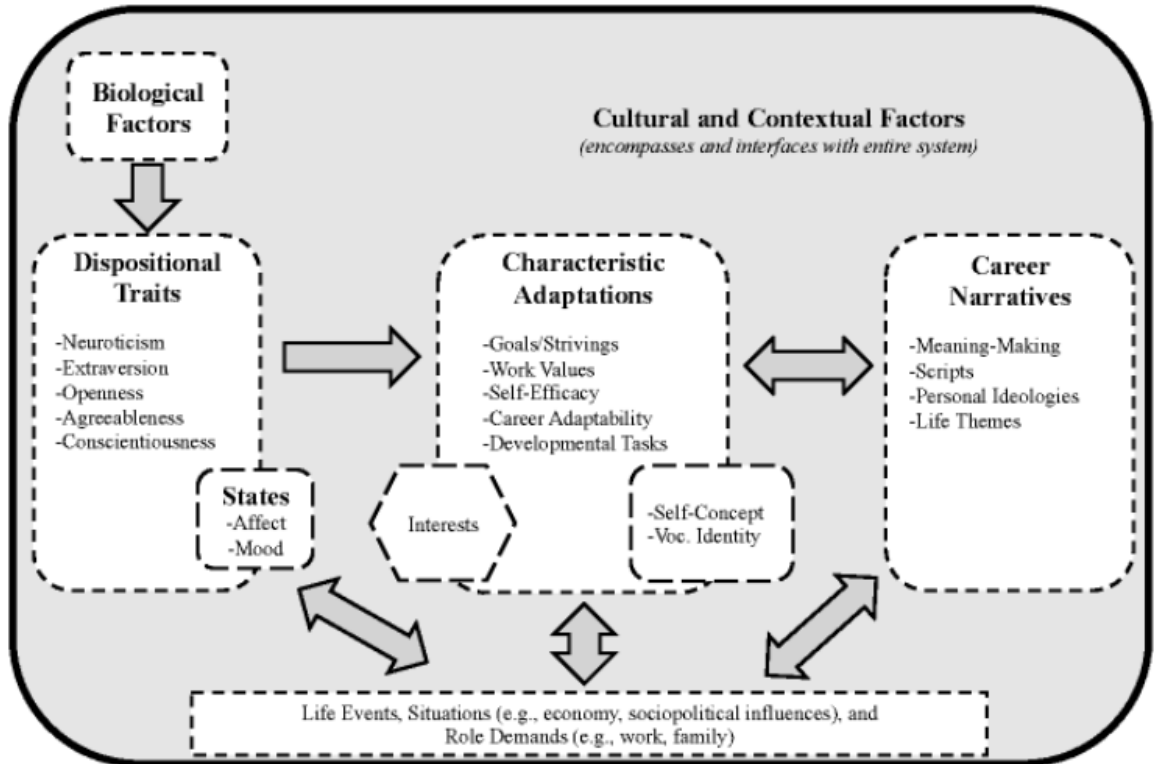 Biological
Factors
Cultural and Contextual Factors
(encompasses and interfaces with entire system)
Dispositional
Traits
-Neuroticism
-Extraversion
-Openness
-Agreeableness
-Conscientiousness
States
-Affect
-Mood
Characteristic
Adaptations
-Goals/Strivings
-Work Values
-Self-Efficacy
-Career Adaptability
-Developmental Tasks
Interests
-Self-Concept
-Voc. Identity
Career
Narratives
-Meaning-Making
-Scripts
-Personal Ideologies
-Life Themes
Life Events, Situations (e.g., economy, sociopolitical influences), and
Role Demands (e.g., work, family)